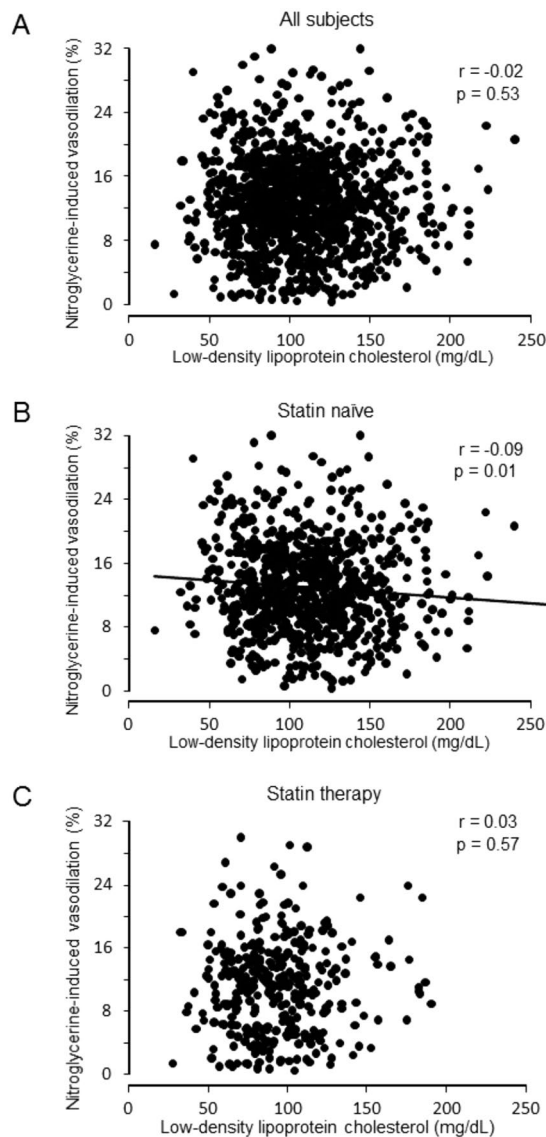 A
All subjects
Nitroglycerine-induced vasodilation (%)
32
24
16
8
0
r = -0.02
p = 0.53
0 50 100 150 200 250
Low-density lipoprotein cholesterol (mg/dL)
B
Statin naïve
Nitroglycerine-induced vasodilation (%)
32
24
16
8
0
r = -0.09
p = 0.01
0 50 100 150 200 250
Low-density lipoprotein cholesterol (mg/dL)
C
Statin therapy
Nitroglycerine-induced vasodilation (%)
32
24
16
8
0
r = 0.03
p = 0.57
0 50 100 150 200 250
Low-density lipoprotein cholesterol (mg/dL)